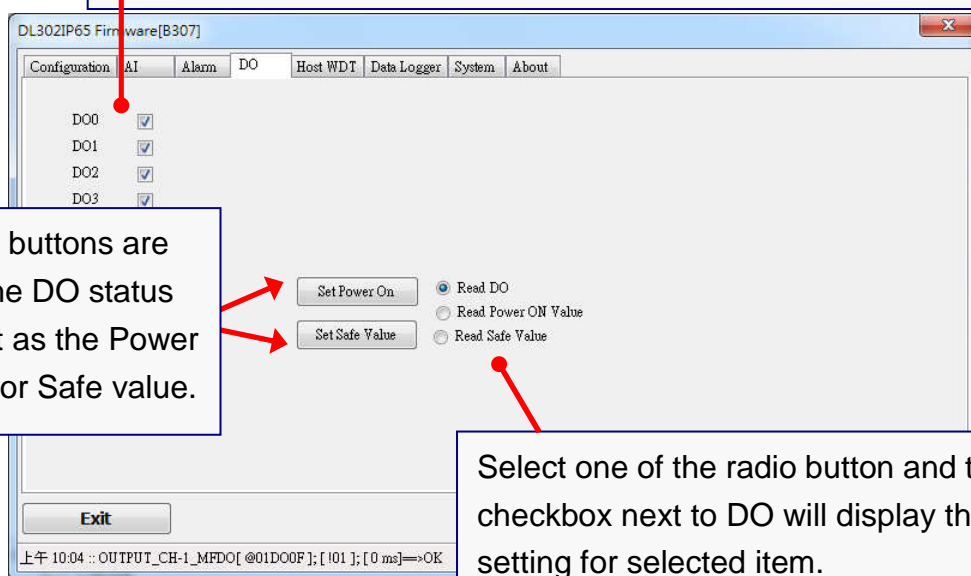 DL302IP65 Firmware[B307]
Configuration AI Alarm DO Host WDT Data Logger System About
DO0
DO1
DO2
DO3
buttons are
DO status
as the Power
or Safe value.
Set Power On
Set Safe Value
Read DO
Read Power ON Value
Read Safe Value
Select one of the radio button and
checkbox next to DO will display
setting for selected item.
Exit
上午 10:04 :: OUTPUT_CH-1_MFDO[ @01DO0F ]; [ !01 ]; [ 0 ms]==>OK